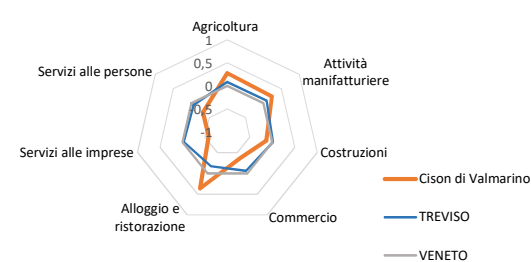 Agricoltura
1
0,5
0
-0,5
-1
Attività
manifatturiere
Costruzioni
Commercio
Alloggio e
ristorazione
Servizi alle imprese
Servizi alle persone
Cison di Valmarino
TREVISO
VENETO